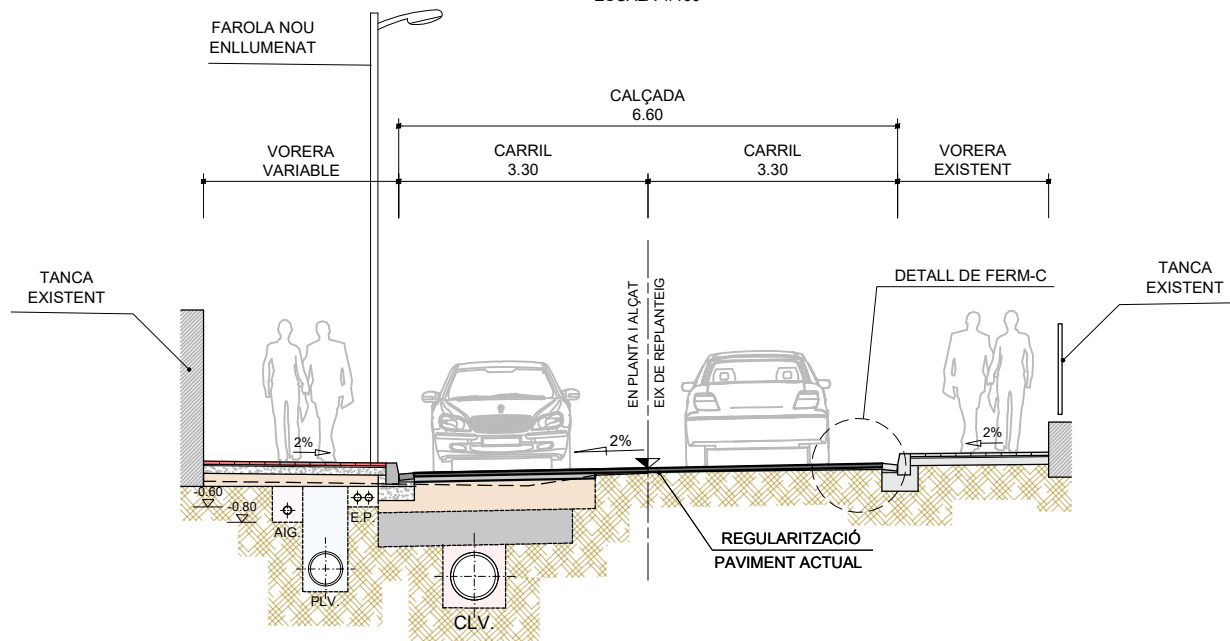 FAROLA NOU
ENLLUMENAT
CALÇADA
6.60
VORERA
VARIABLE
CARRIL
3.30
CARRIL
3.30
VORERA
EXISTENT
TANCA
EXISTENT
EN PLANTA I ALÇAT
EIX DE REPLANTEIG
DETALL DE FERM-C
TANCA
EXISTENT
2%
2%
2%
-0.60
-0.80
AIG.
E.P.
PLV.
CLV.
REGULARITZACIÓ
PAVIMENT ACTUAL